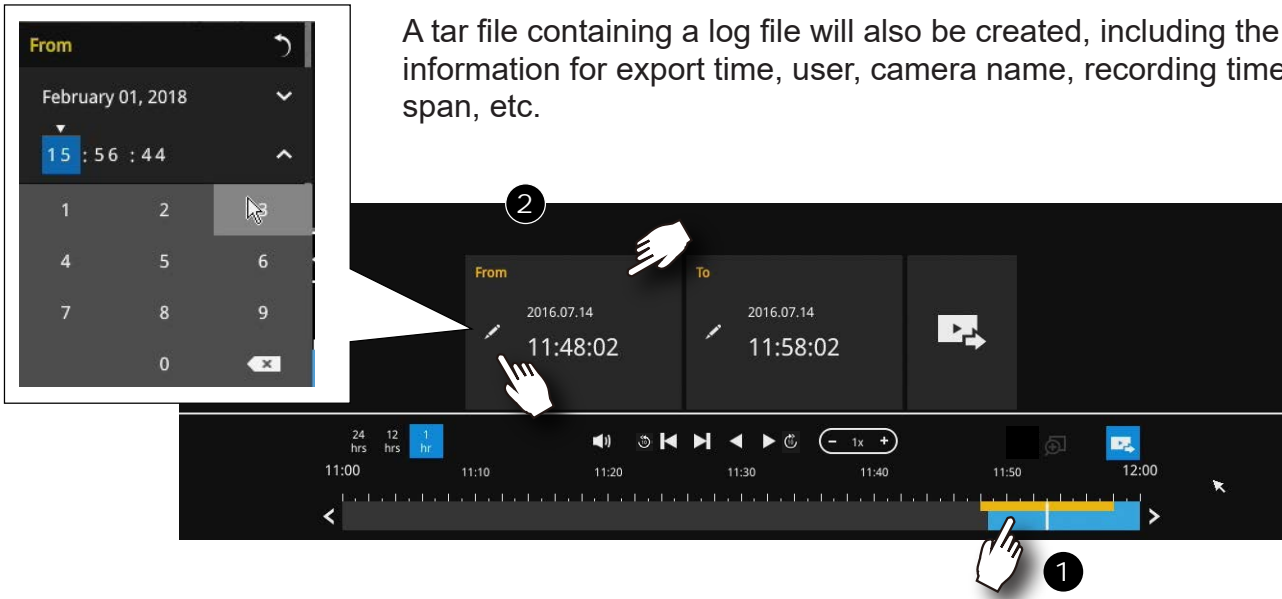 A tar file containing a log file will also be created, including the
information for export time, user, camera name, recording time
span, etc.
From
February 01, 2018
15 : 56 : 44
1 2 3
4 5 6
7 8 9
0
2
From
2016.07.14
11:48:02
To
2016.07.14
11:58:02
24 hrs
12 hrs
1 hr
- 1x +
11:00 11:10 11:20 11:30 11:40 11:50 12:00
1